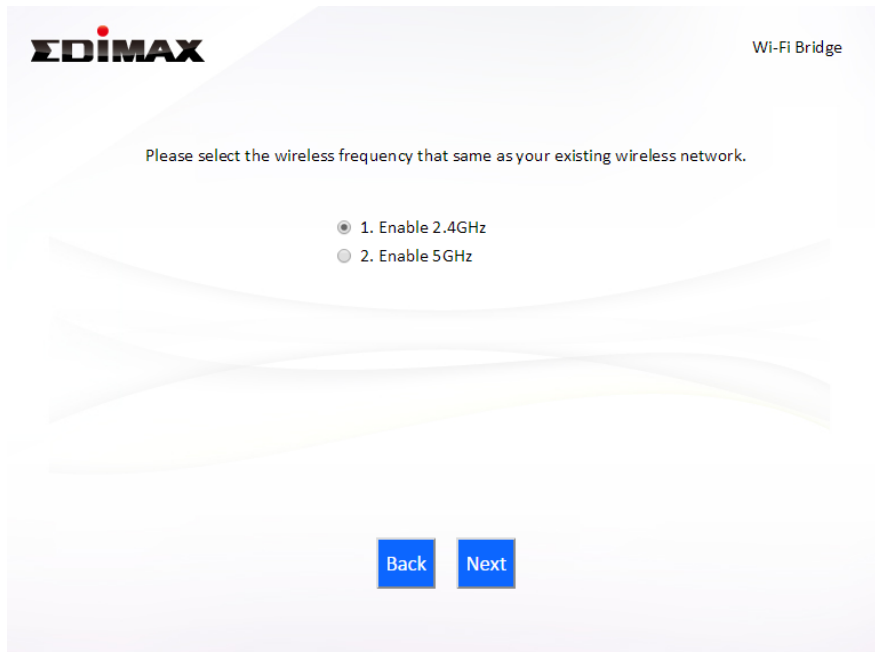 EDIMAX
Wi-Fi Bridge
Please select the wireless frequency that same as your existing wireless network.
1. Enable 2.4GHz
2. Enable 5GHz
Back Next